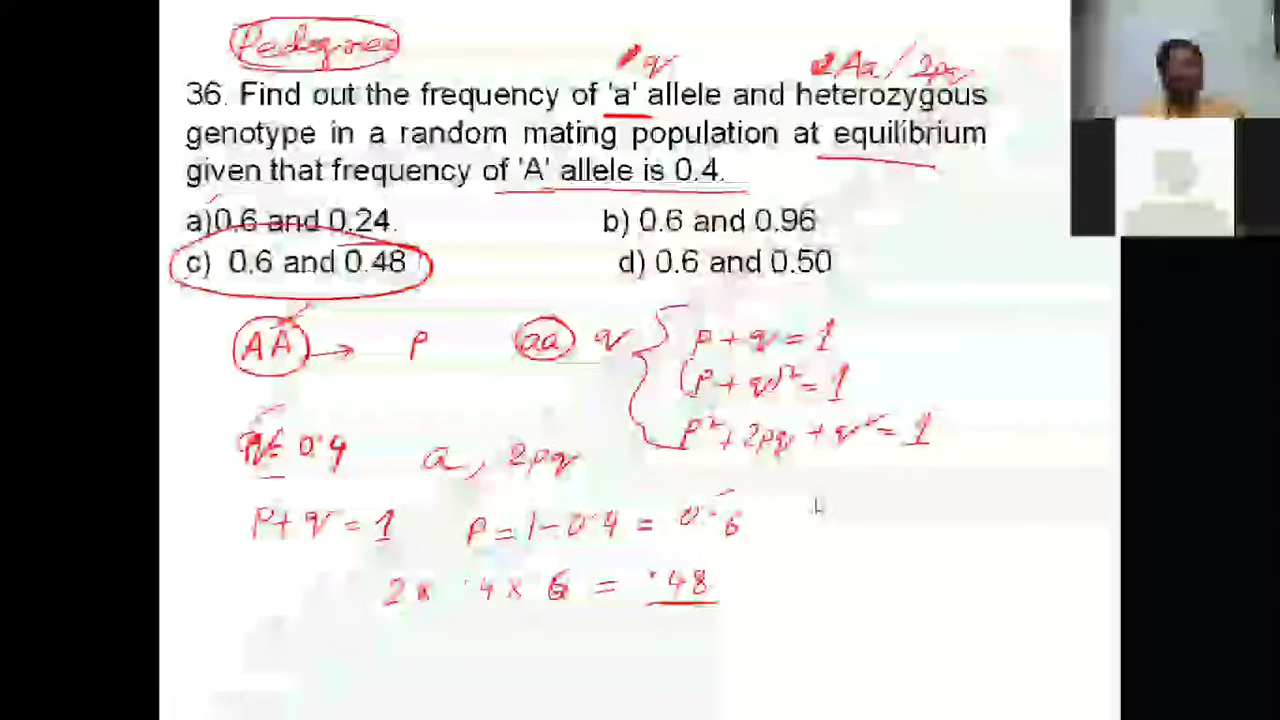 Pedegree
q 2Aa / 2pq
36. Find out the frequency of 'a' allele and heterozygous
genotype in a random mating population at equilibrium
given that frequency of 'A' allele is 0.4.
a)0.6 and 0.24. b) 0.6 and 0.96
c) 0.6 and 0.48 d) 0.6 and 0.50
AA → P aa q P + q = 1
(P + q)² = 1
P² + 2pq + q² = 1
0.4 a, 2pq
P + q = 1 P = 1 - 0.4 = 0.6
2 x .4 x 6 = .48